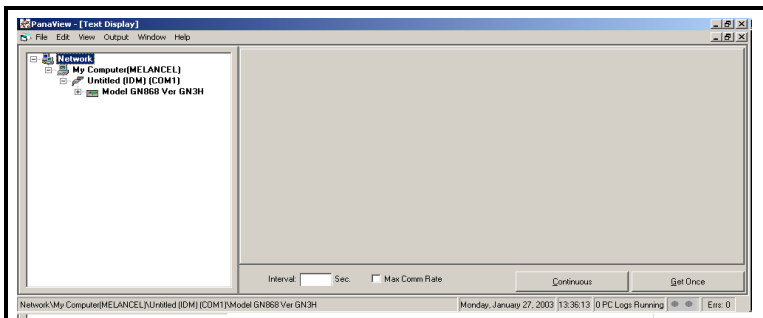 PanaView - [Text Display]
File Edit View Output Window Help
Network
My Computer(MELANCEL)
Untitled (IDM) (COM1)
Model GN868 Ver GN3H
Interval: Sec. Max Comm Rate Continuous Get Once
Network\My Computer(MELANCEL)\Untitled (IDM) (COM1)\Model GN868 Ver GN3H Monday, January 27, 2003 13:36:13 0 PC Logs Running Errs: 0